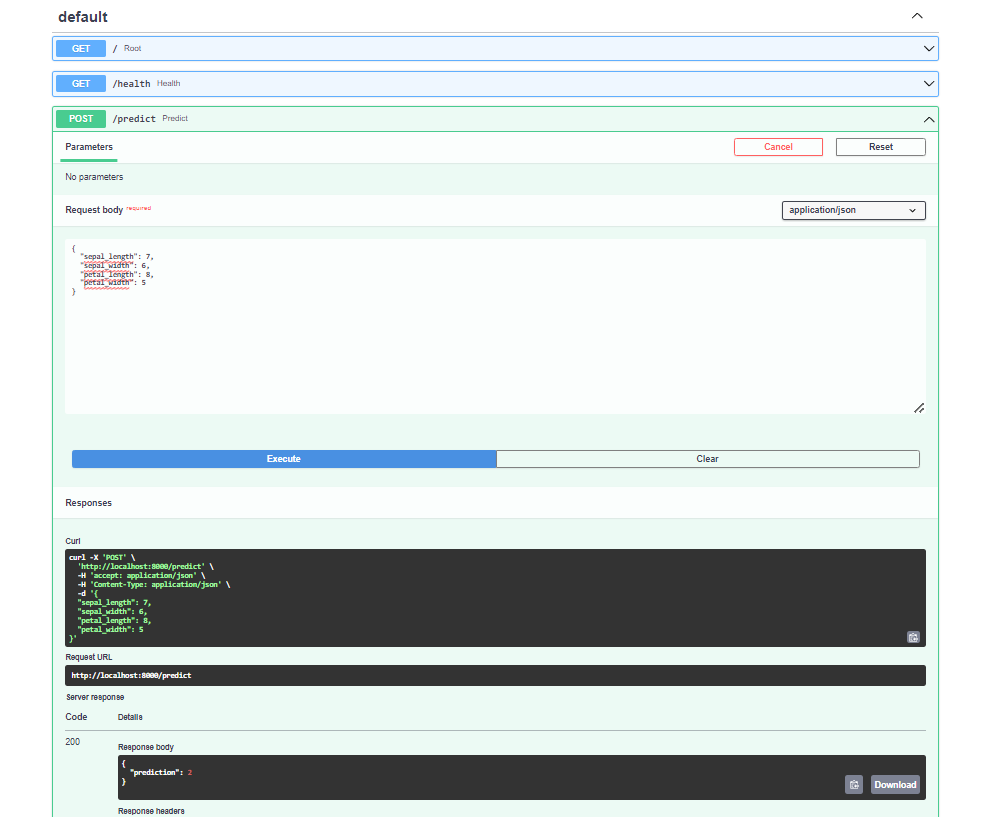 default
GET / Root
GET /health Health
POST /predict Predict
Parameters Cancel Reset
No parameters
Request body required application/json
{
"sepal_length": 7,
"sepal_width": 6,
"petal_length": 8,
"petal_width": 5
}
Execute Clear
Responses
Curl
curl -X 'POST' \
'http://localhost:8000/predict' \
-H 'accept: application/json' \
-H 'Content-Type: application/json' \
-d '{
"sepal_length": 7,
"sepal_width": 6,
"petal_length": 8,
"petal_width": 5
}'
Request URL
http://localhost:8000/predict
Server response
Code Details
200
Response body
{
"prediction": 2
}
Download
Response headers